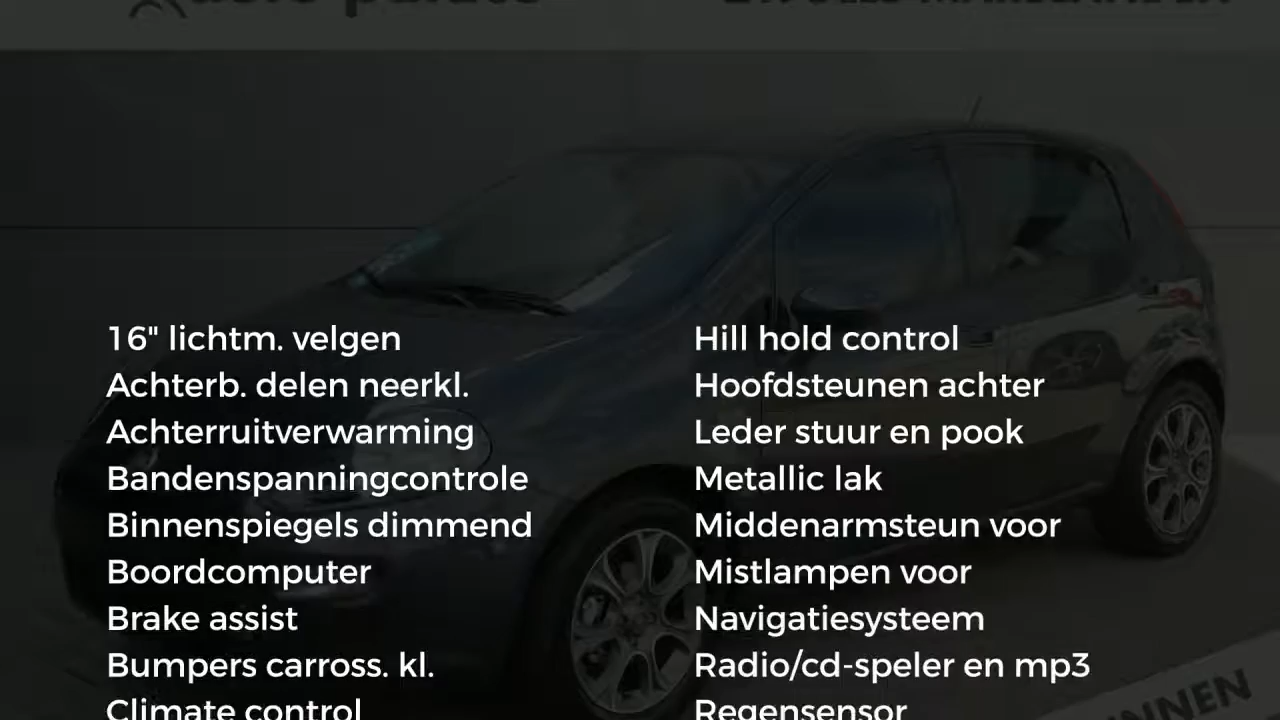 16" lichtm. velgen
Achterb. delen neerkl.
Achterruitverwarming
Bandenspanningcontrole
Binnenspiegels dimmend
Boordcomputer
Brake assist
Bumpers carross. kl.
Climate control
Hill hold control
Hoofdsteunen achter
Leder stuur en pook
Metallic lak
Middenarmsteun voor
Mistlampen voor
Navigatiesysteem
Radio/cd-speler en mp3
Regensensor